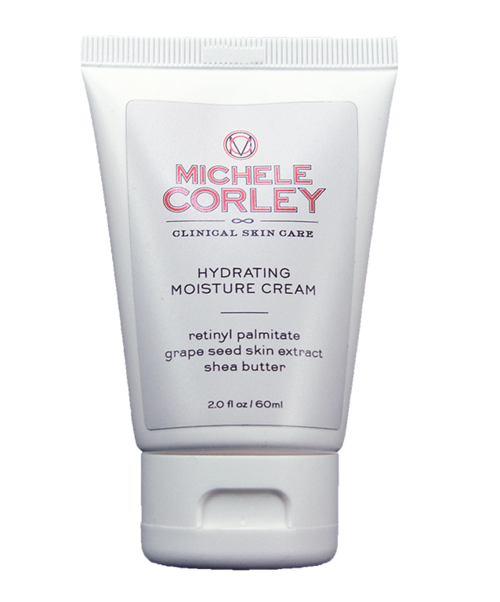 MICHELE
CORLEY
CLINICAL SKIN CARE
HYDRATING
MOISTURE CREAM
retinyl palmitate
grape seed skin extract
shea butter
2.0 fl oz / 60ml